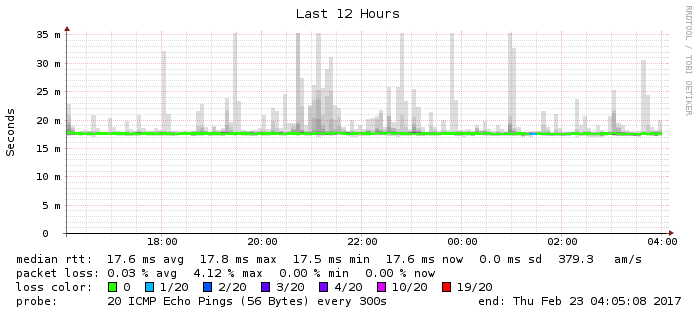 Last 12 Hours
RRDTOOL / TOBI OETIKER
Seconds
35 m
30 m
25 m
20 m
15 m
10 m
5 m
0
18:00 20:00 22:00 00:00 02:00 04:00
median rtt: 17.6 ms avg 17.8 ms max 17.5 ms min 17.6 ms now 0.0 ms sd 379.3 am/s
packet loss: 0.03 % avg 4.12 % max 0.00 % min 0.00 % now
loss color: 0 1/20 2/20 3/20 4/20 10/20 19/20
probe: 20 ICMP Echo Pings (56 Bytes) every 300s end: Thu Feb 23 04:05:08 2017